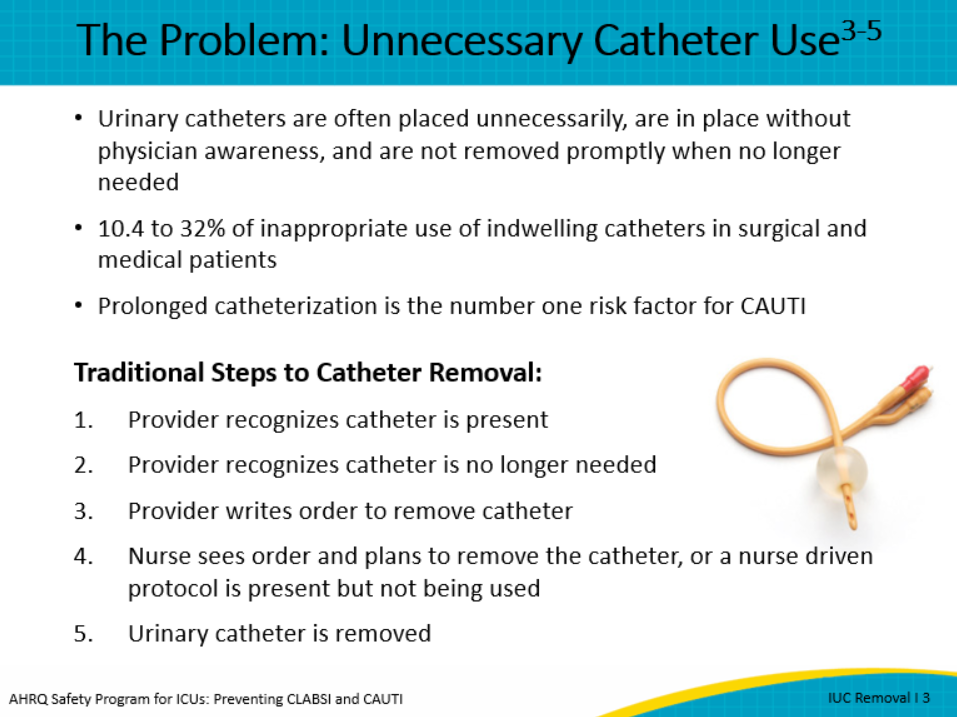 The Problem: Unnecessary Catheter Use3-5
• Urinary catheters are often placed unnecessarily, are in place without
physician awareness, and are not removed promptly when no longer
needed
• 10.4 to 32% of inappropriate use of indwelling catheters in surgical and
medical patients
• Prolonged catheterization is the number one risk factor for CAUTI
Traditional Steps to Catheter Removal:
1. Provider recognizes catheter is present
2. Provider recognizes catheter is no longer needed
3. Provider writes order to remove catheter
4. Nurse sees order and plans to remove the catheter, or a nurse driven
protocol is present but not being used
5. Urinary catheter is removed
AHRQ Safety Program for ICUs: Preventing CLABSI and CAUTI
IUC Removal I 3